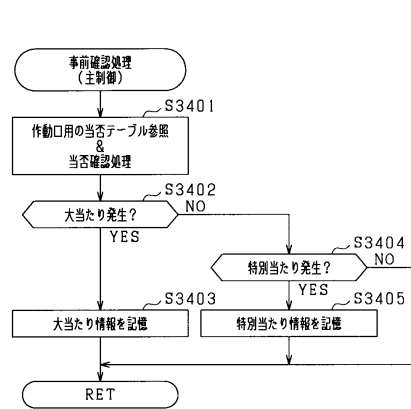 事前確認処理
(主制御)
S3401
作動口用の当否テーブル参照
&
当否確認処理
S3402
大当たり発生?
NO
YES
S3404
特別当たり発生?
NO
YES
S3403
大当たり情報を記憶
S3405
特別当たり情報を記憶
RET